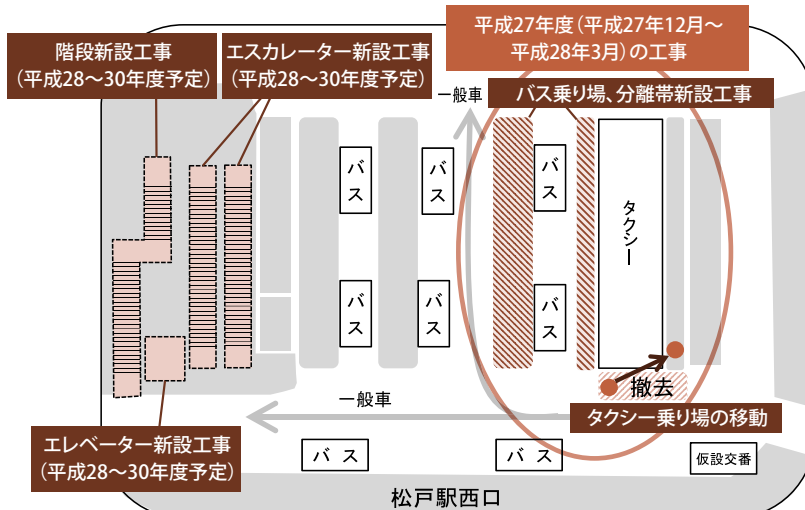 平成27年度(平成27年12月～
平成28年3月)の工事
階段新設工事
(平成28～30年度予定)
エスカレーター新設工事
(平成28～30年度予定)
一般車
バス乗り場、分離帯新設工事
バス
バス
バス
タクシー
バス
バス
バス
撤去
一般車
タクシー乗り場の移動
エレベーター新設工事
(平成28～30年度予定)
バス
バス
仮設交番
松戸駅西口